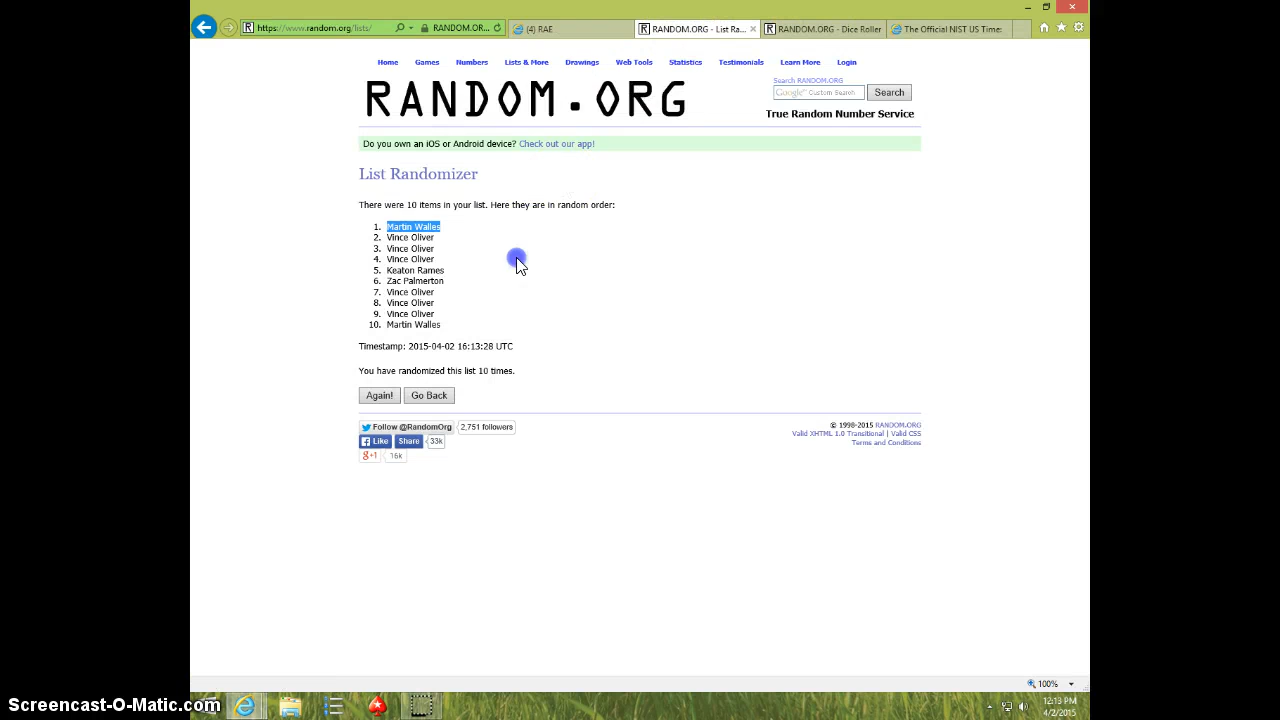 https://www.random.org/lists/
RANDOM.OR...
(4) RAE
RANDOM.ORG - List Ra...
RANDOM.ORG - Dice Roller
The Official NIST US Time:
Home
Games
Numbers
Lists & More
Drawings
Web Tools
Statistics
Testimonials
Learn More
Login
RANDOM.ORG
Search RANDOM.ORG
Google™ Custom Search
Search
True Random Number Service
Do you own an iOS or Android device? Check out our app!
List Randomizer
There were 10 items in your list. Here they are in random order:
1. Martin Walles
2. Vince Oliver
3. Vince Oliver
4. Vince Oliver
5. Keaton Rames
6. Zac Palmerton
7. Vince Oliver
8. Vince Oliver
9. Vince Oliver
10. Martin Walles
Timestamp: 2015-04-02 16:13:28 UTC
You have randomized this list 10 times.
Again!
Go Back
Follow @RandomOrg
2,751 followers
Like
Share
33k
g+1
16k
© 1998-2015 RANDOM.ORG
Valid XHTML 1.0 Transitional | Valid CSS
Terms and Conditions
100%
Screencast-O-Matic.com
12:13 PM
4/2/2015